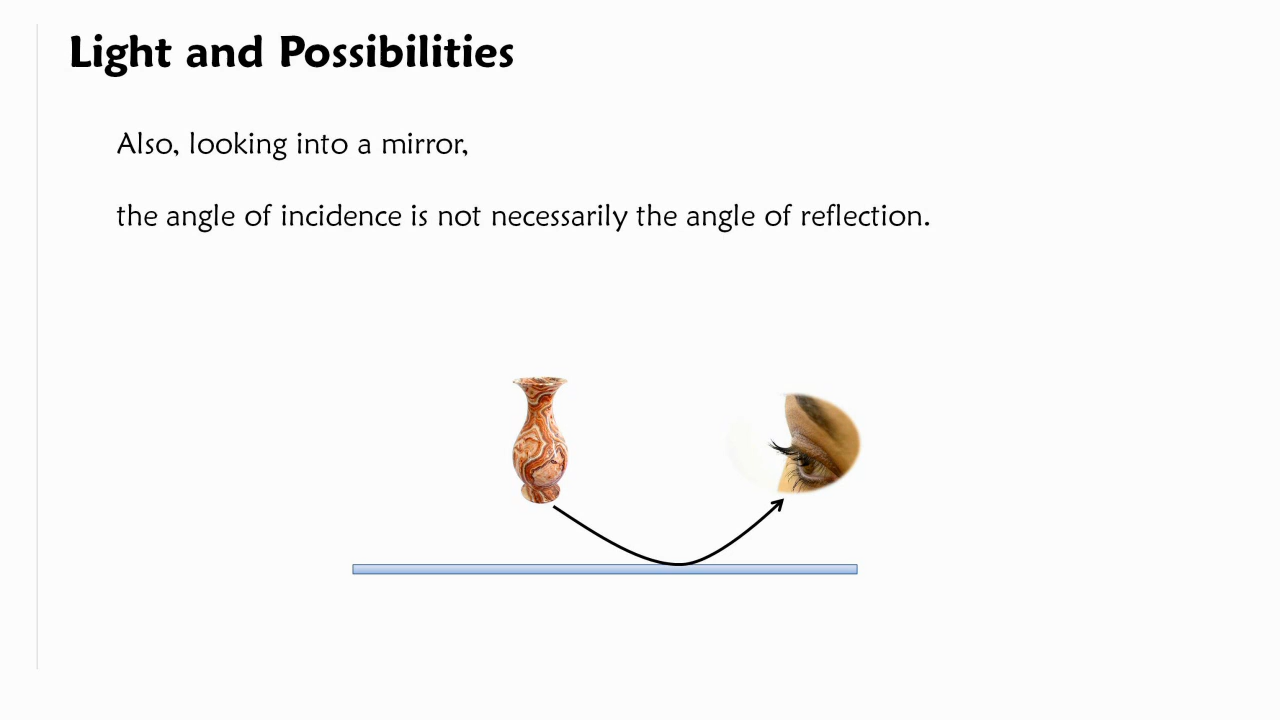 Light and Possibilities
Also, looking into a mirror,
the angle of incidence is not necessarily the angle of reflection.